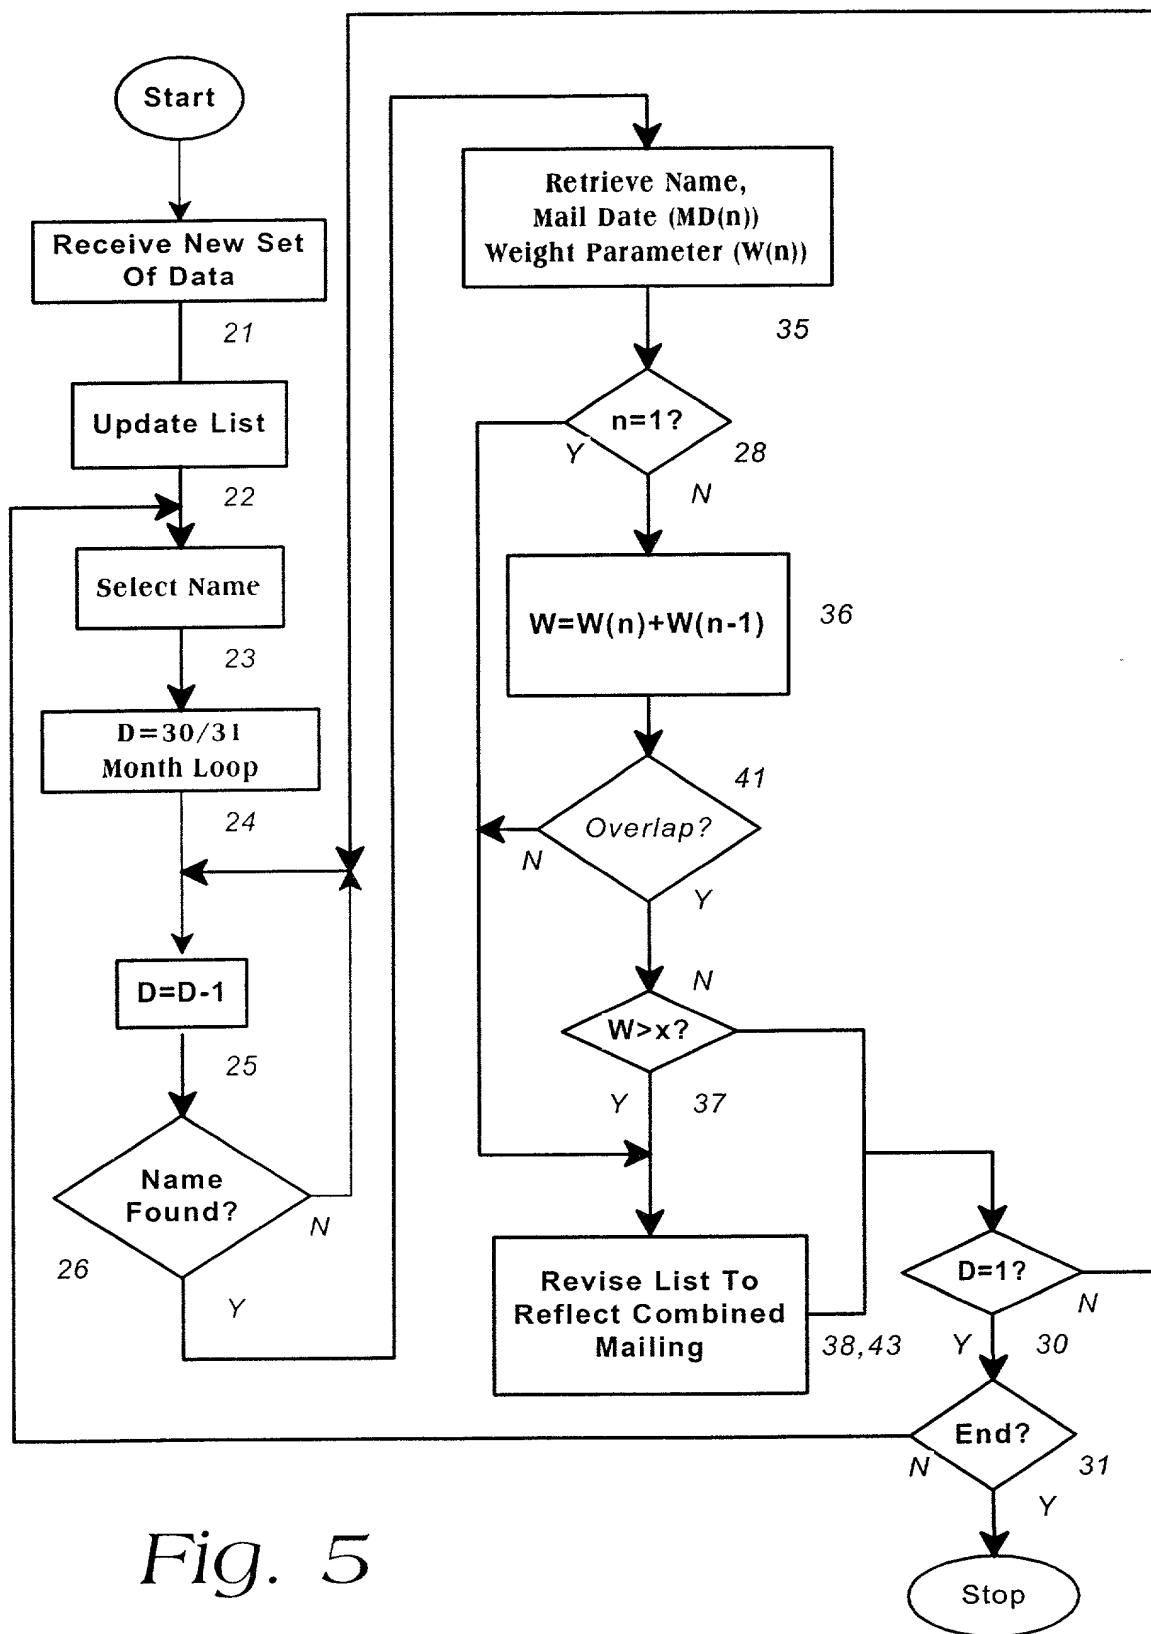 Start
Receive New Set
Of Data
21
Update List
22
Select Name
23
D=30/31
Month Loop
24
D=D-1
25
Name
Found?
N
26
Y
Retrieve Name,
Mail Date (MD(n))
Weight Parameter (W(n))
35
n=1?
Y
28
N
W=W(n)+W(n-1)
36
41
Overlap?
N
Y
N
W>x?
Y
37
Revise List To
Reflect Combined
Mailing
38,43
D=1?
N
Y
30
End?
N
31
Y
Stop
Fig. 5